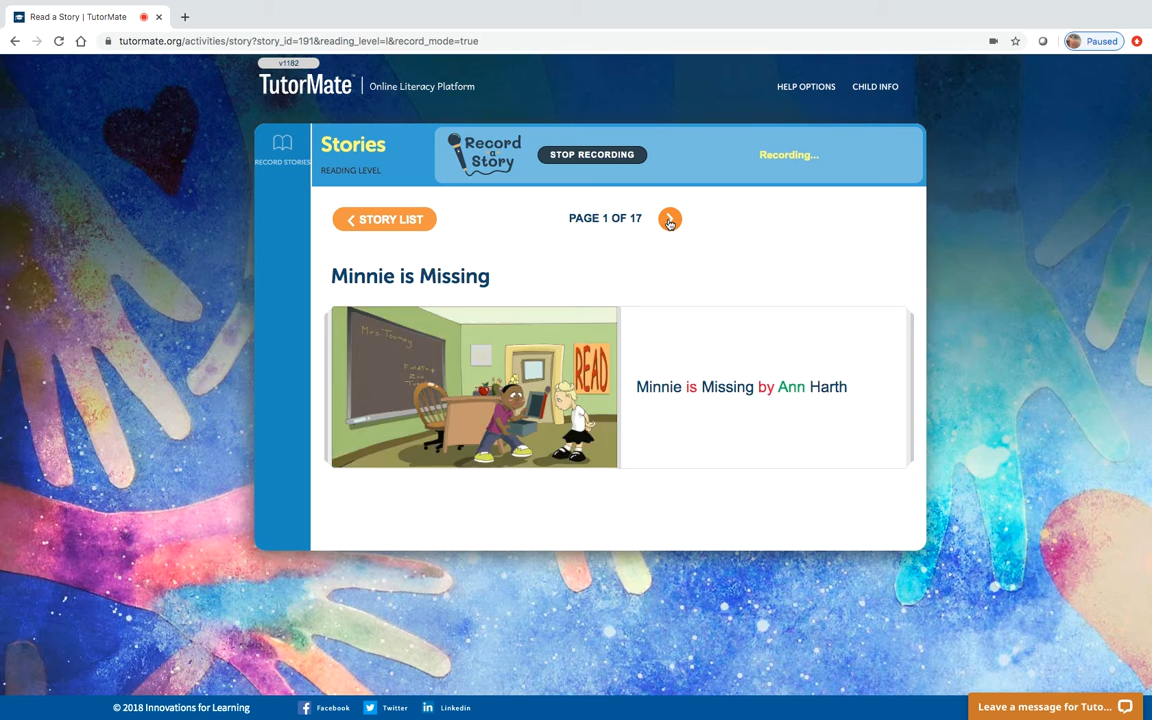 Read a Story | TutorMate
tutormate.org/activities/story?story_id=191&reading_level=I&record_mode=true
Paused
v1182
TutorMate | Online Literacy Platform
HELP OPTIONS CHILD INFO
RECORD STORIES
Stories
READING LEVEL
Record a Story
STOP RECORDING
Recording...
STORY LIST
PAGE 1 OF 17
Minnie is Missing
Mrs. Toomey
READ
Minnie is Missing by Ann Harth
© 2018 Innovations for Learning
Facebook
Twitter
Linkedin
Leave a message for Tuto...